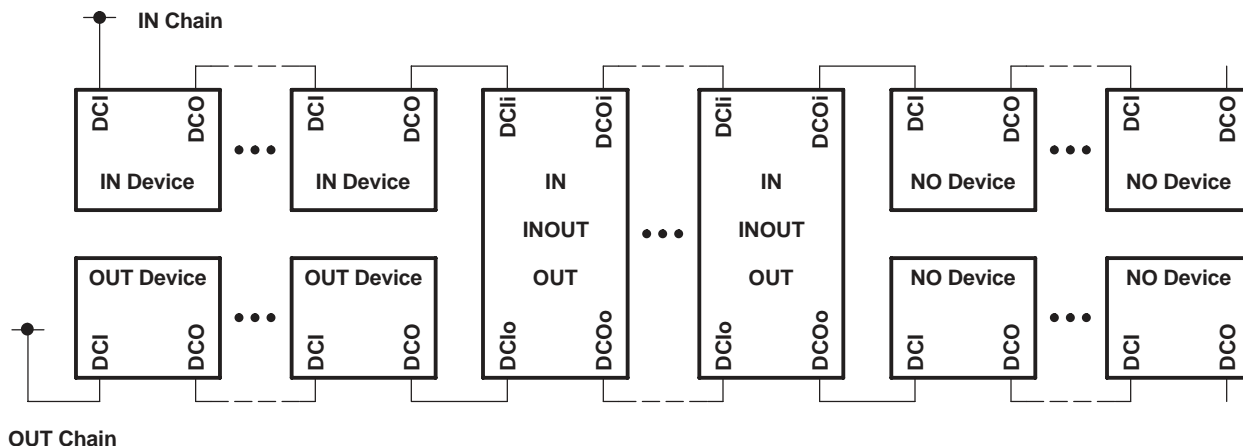 IN Chain
DCI DCO DCI DCO DCIi DCOi DCIi DCOi DCI DCO DCI DCO
IN Device IN Device IN IN NO Device NO Device
INOUT INOUT
OUT Device OUT Device OUT OUT NO Device NO Device
DCI DCO DCI DCO DCIo DCOo DCIo DCOo DCI DCO DCI DCO
OUT Chain